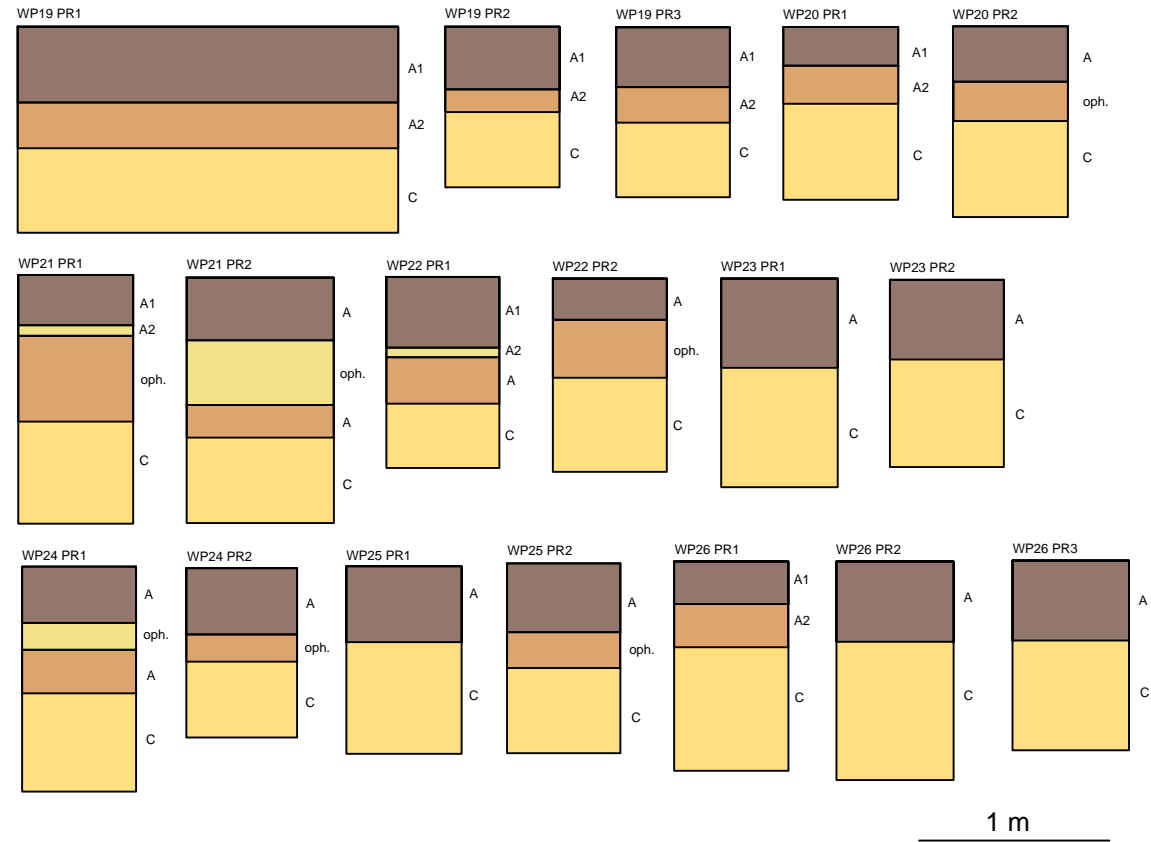 WP19 PR1
A1
A2
C
WP19 PR2
A1
A2
C
WP19 PR3
A1
A2
C
WP20 PR1
A1
A2
C
WP20 PR2
A
oph.
C
WP21 PR1
A1
A2
oph.
C
WP21 PR2
A
oph.
A
C
WP22 PR1
A1
A2
A
C
WP22 PR2
A
oph.
C
WP23 PR1
A
C
WP23 PR2
A
C
WP24 PR1
A
oph.
A
C
WP24 PR2
A
oph.
C
WP25 PR1
A
C
WP25 PR2
A
oph.
C
WP26 PR1
A1
A2
C
WP26 PR2
A
C
WP26 PR3
A
C
1 m